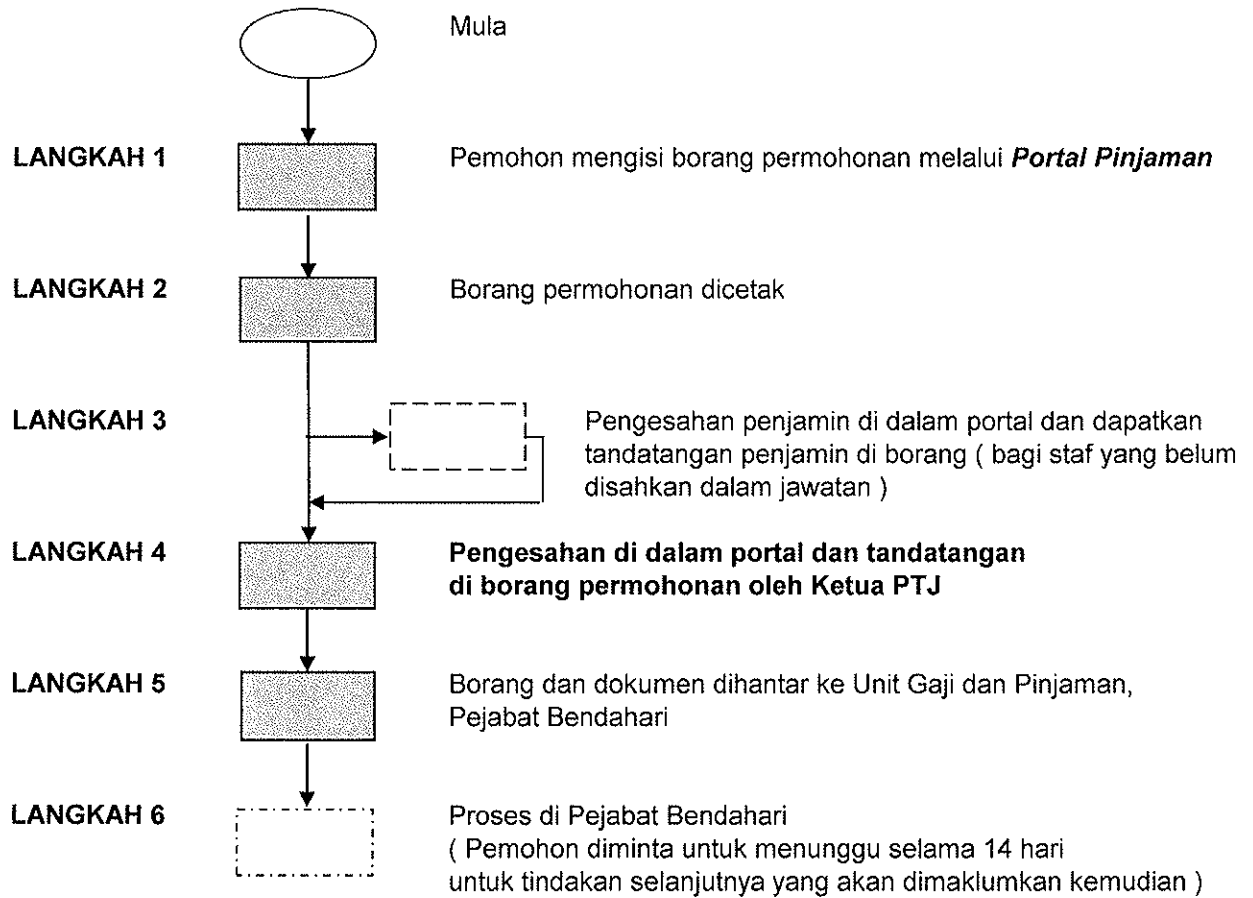 Mula
LANGKAH 1
Pemohon mengisi borang permohonan melalui Portal Pinjaman
LANGKAH 2
Borang permohonan dicetak
LANGKAH 3
Pengesahan penjamin di dalam portal dan dapatkan
tandatangan penjamin di borang ( bagi staf yang belum
disahkan dalam jawatan )
LANGKAH 4
Pengesahan di dalam portal dan tandatangan
di borang permohonan oleh Ketua PTJ
LANGKAH 5
Borang dan dokumen dihantar ke Unit Gaji dan Pinjaman,
Pejabat Bendahari
LANGKAH 6
Proses di Pejabat Bendahari
( Pemohon diminta untuk menunggu selama 14 hari
untuk tindakan selanjutnya yang akan dimaklumkan kemudian )